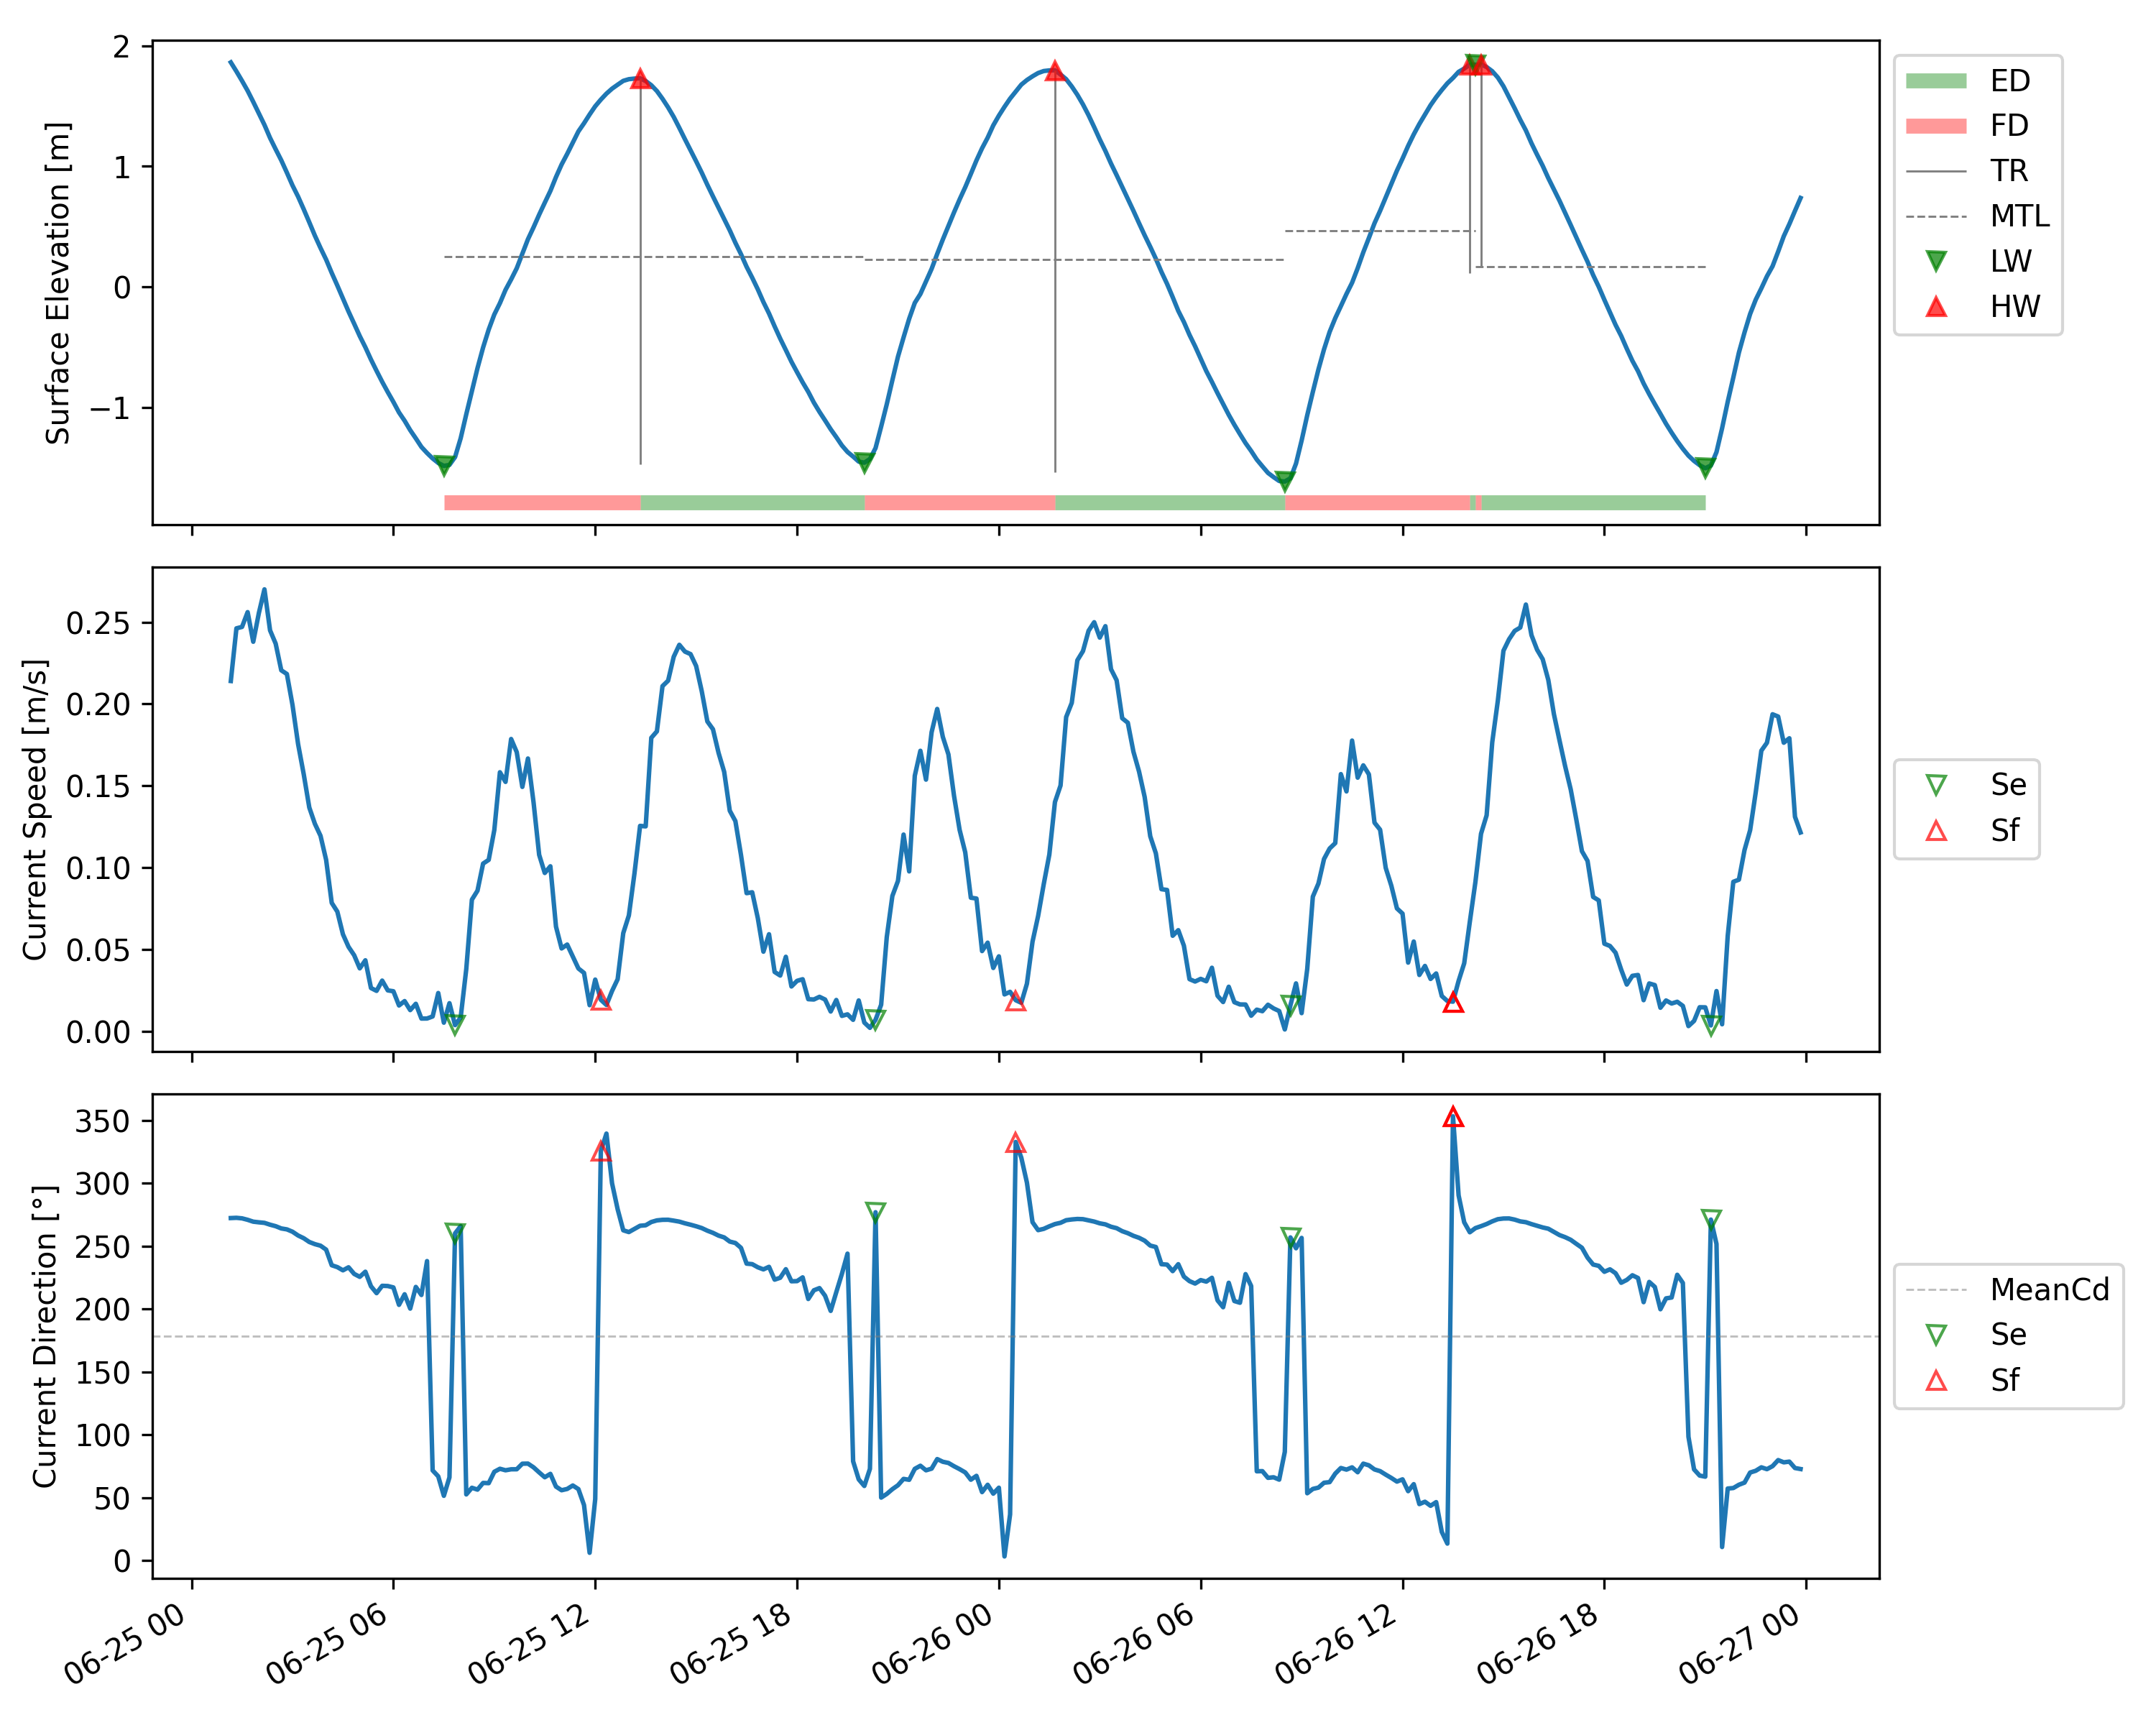 2
1
0
−1
Surface Elevation [m]
ED
FD
TR
MTL
LW
HW
0.25
0.20
0.15
0.10
0.05
0.00
Current Speed [m/s]
Se
Sf
350
300
250
200
150
100
50
0
Current Direction [°]
MeanCd
Se
Sf
06-25 00
06-25 06
06-25 12
06-25 18
06-26 00
06-26 06
06-26 12
06-26 18
06-27 00